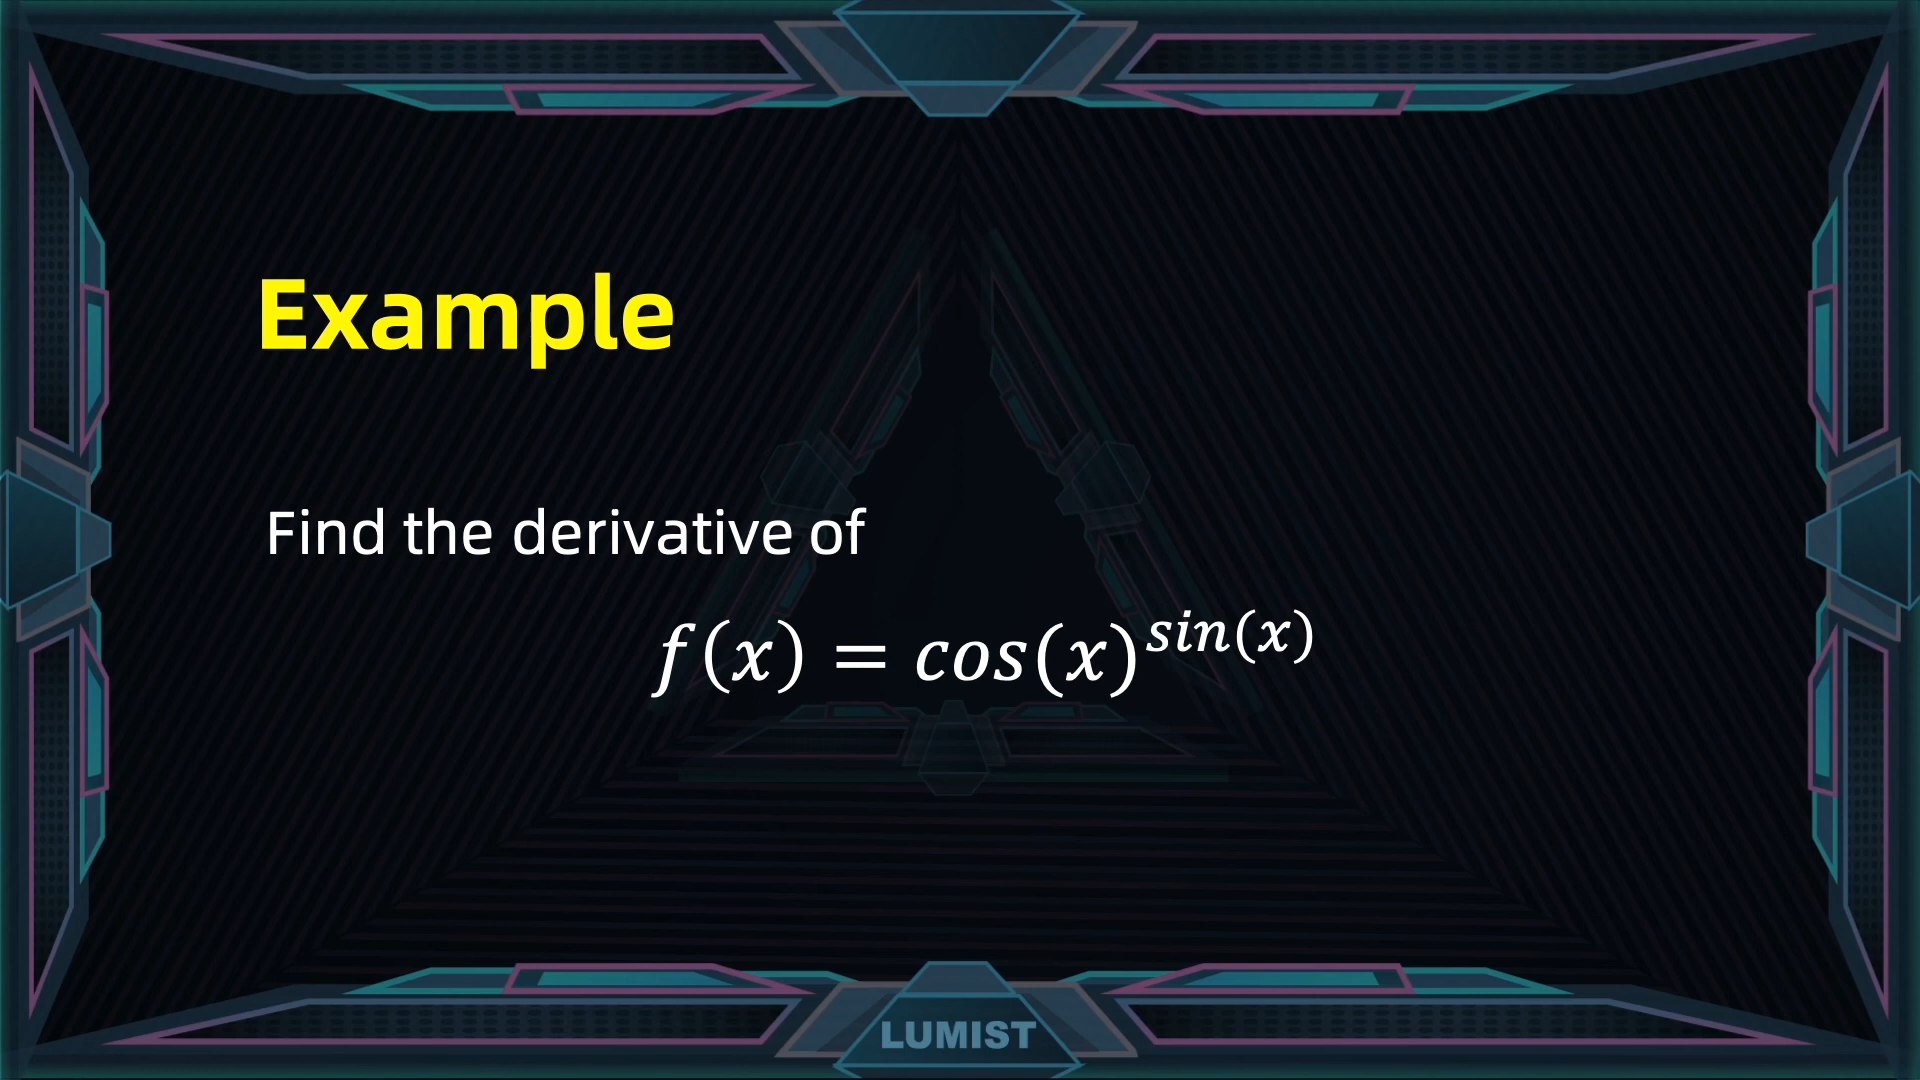 Example
Find the derivative of
f(x) = cos(x)^{sin(x)}
LUMIST